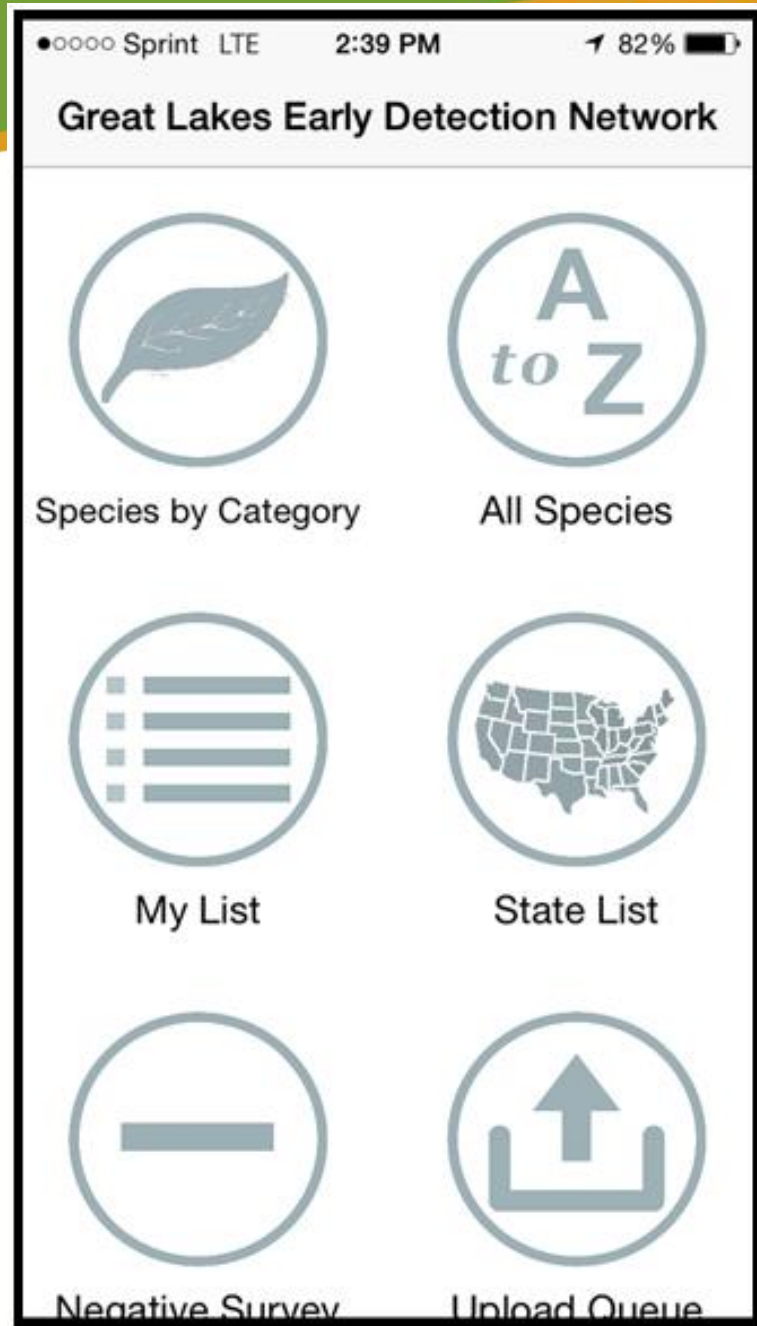 Sprint LTE 2:39 PM 82%
Great Lakes Early Detection Network
A
to Z
Species by Category All Species
My List State List
Negative Survey Upload Queue